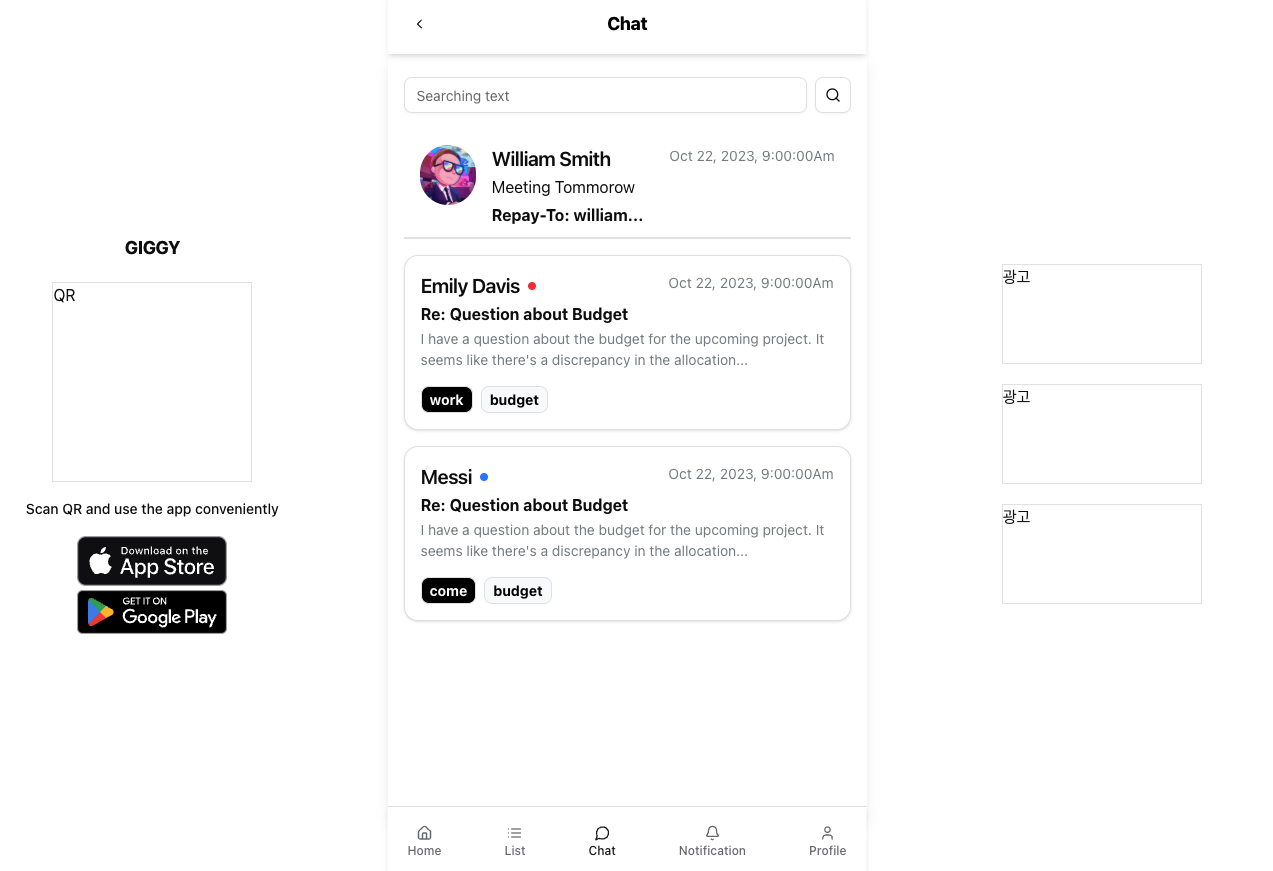 Chat
Searching text
William Smith
Oct 22, 2023, 9:00:00Am
Meeting Tommorow
Repay-To: william...
Emily Davis
Oct 22, 2023, 9:00:00Am
Re: Question about Budget
I have a question about the budget for the upcoming project. It
seems like there's a discrepancy in the allocation...
work budget
Messi
Oct 22, 2023, 9:00:00Am
Re: Question about Budget
I have a question about the budget for the upcoming project. It
seems like there's a discrepancy in the allocation...
come budget
Home List Chat Notification Profile
GIGGY
QR
Scan QR and use the app conveniently
Download on the
App Store
GET IT ON
Google Play
광고
광고
광고